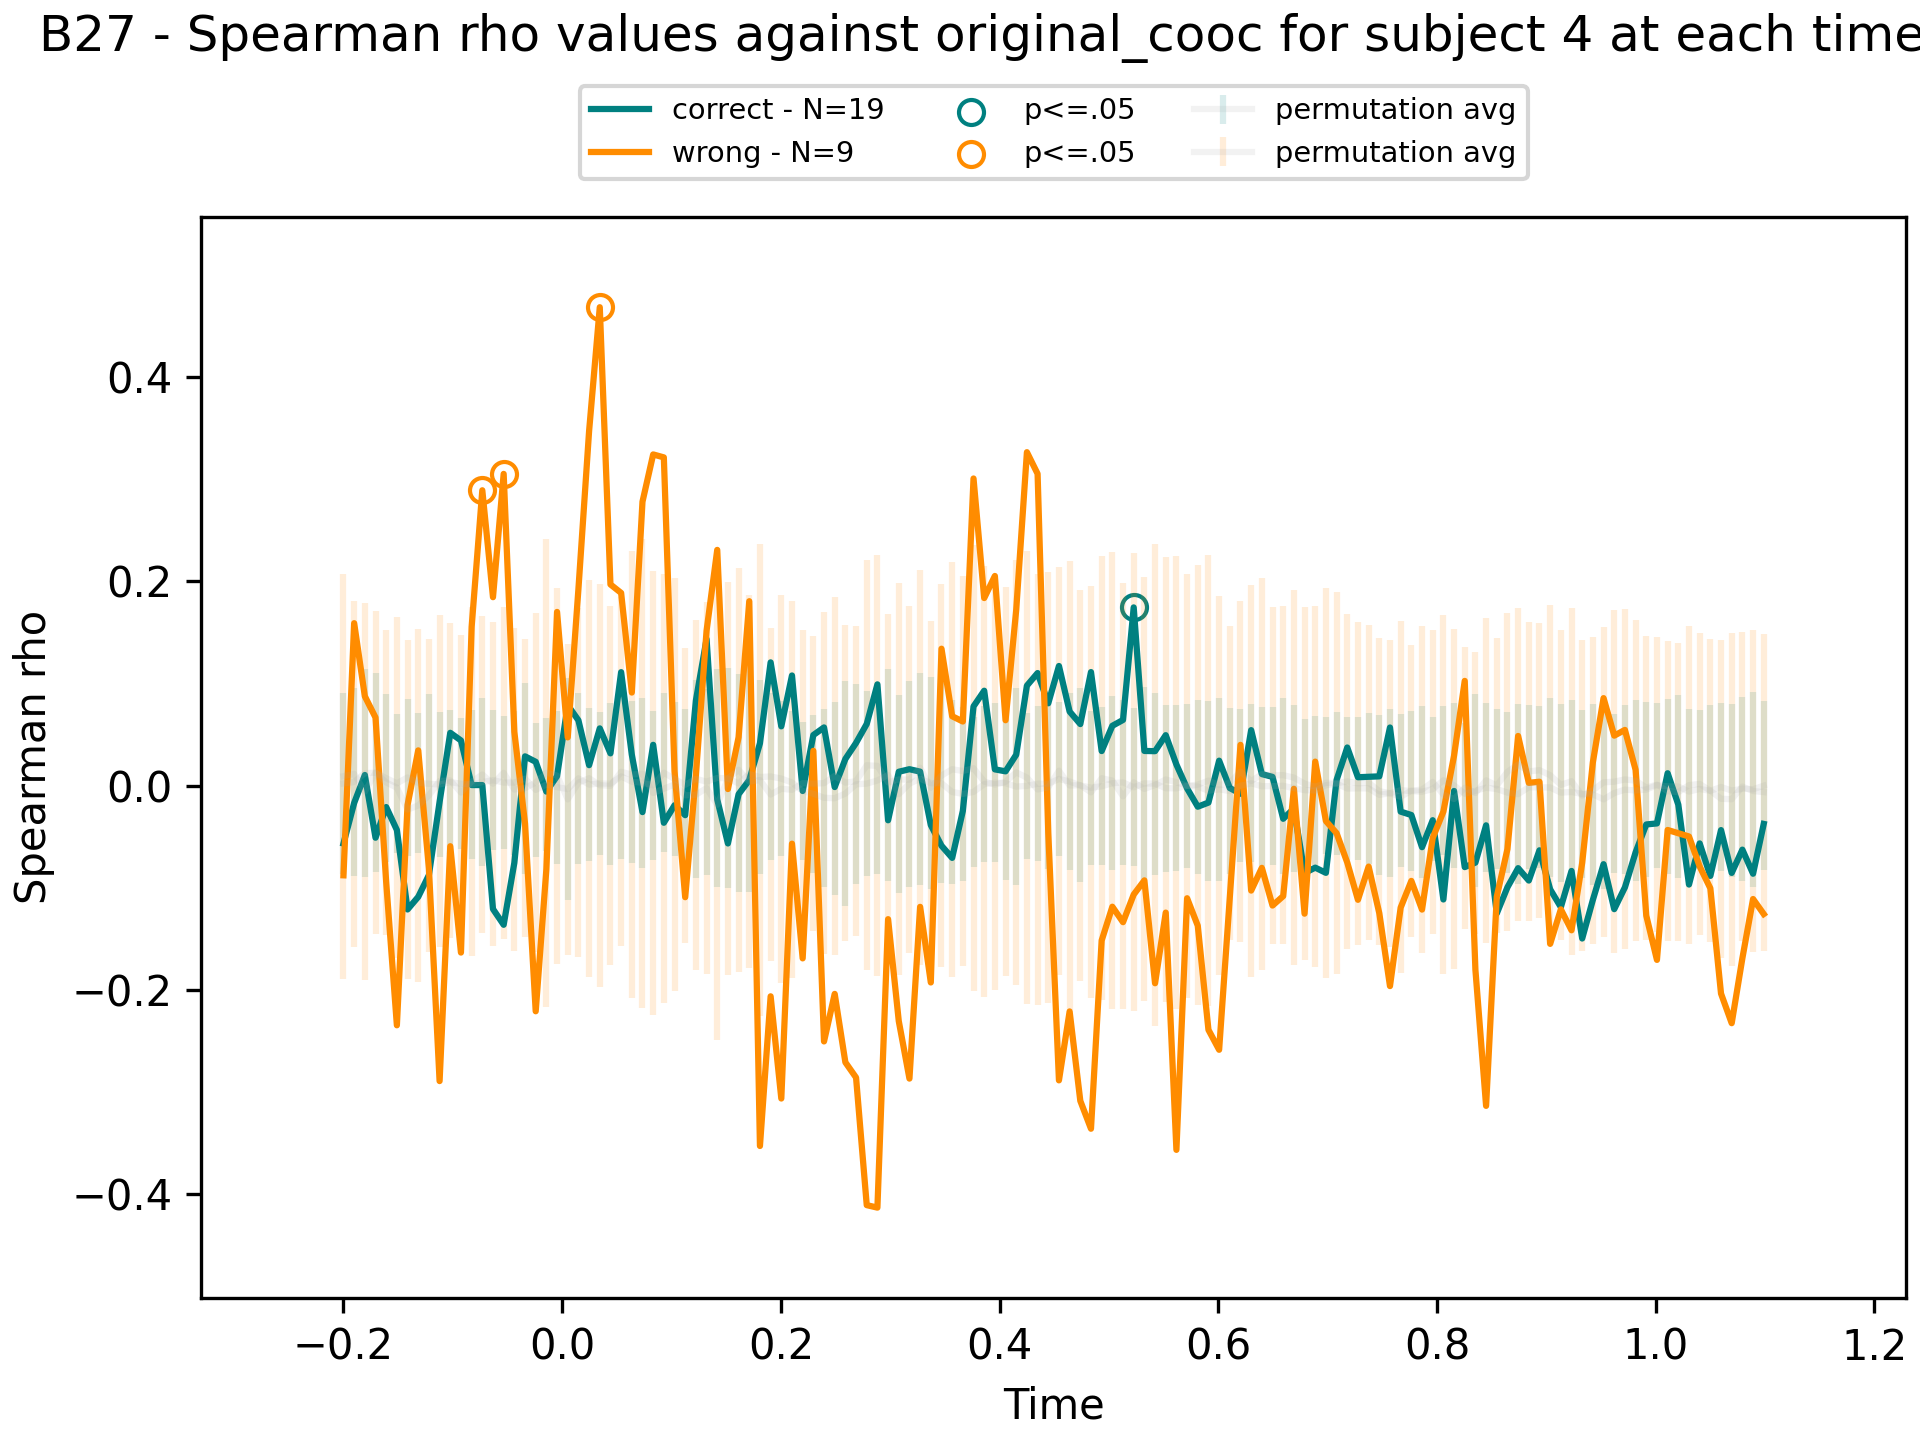 B27 - Spearman rho values against original_cooc for subject 4 at each time
correct - N=19
wrong - N=9
p<=.05
p<=.05
permutation avg
permutation avg
Spearman rho
0.4
0.2
0.0
−0.2
−0.4
−0.2 0.0 0.2 0.4 0.6 0.8 1.0 1.2
Time